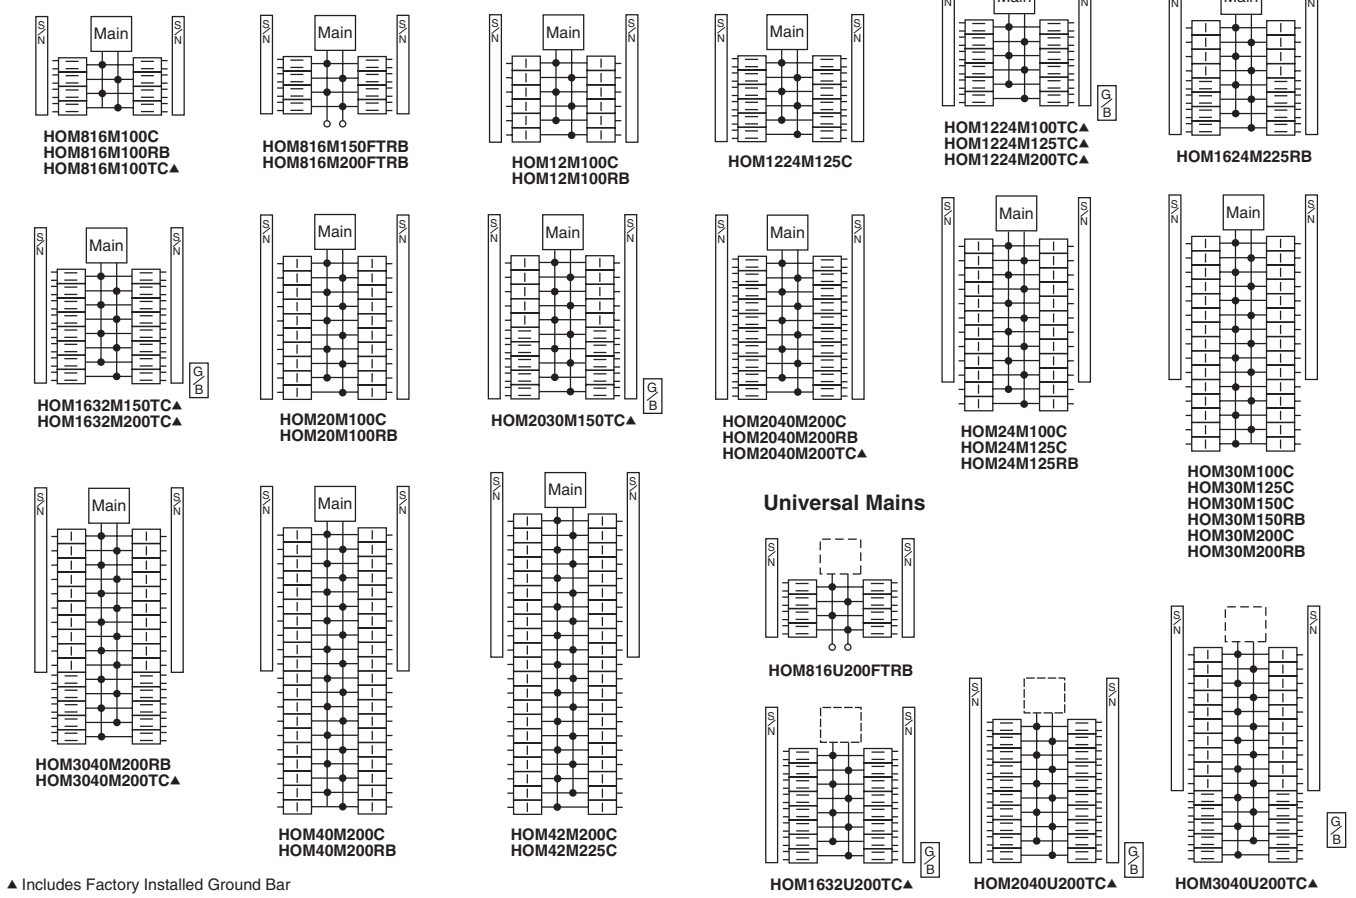 S/N
Main
S/N
HOM816M100C
HOM816M100RB
HOM816M100TC▲
S/N
Main
S/N
HOM816M150FTRB
HOM816M200FTRB
S/N
Main
S/N
HOM12M100C
HOM12M100RB
S/N
Main
S/N
HOM1224M125C
N
Main
N
G/B
HOM1224M100TC▲
HOM1224M125TC▲
HOM1224M200TC▲
N
Main
N
HOM1624M225RB
S/N
Main
S/N
G/B
HOM1632M150TC▲
HOM1632M200TC▲
S/N
Main
S/N
HOM20M100C
HOM20M100RB
S/N
Main
S/N
G/B
HOM2030M150TC▲
S/N
Main
S/N
HOM2040M200C
HOM2040M200RB
HOM2040M200TC▲
S/N
Main
S/N
HOM24M100C
HOM24M125C
HOM24M125RB
S/N
Main
S/N
HOM30M100C
HOM30M125C
HOM30M150C
HOM30M150RB
HOM30M200C
HOM30M200RB
S/N
Main
S/N
HOM3040M200RB
HOM3040M200TC▲
S/N
Main
S/N
HOM40M200C
HOM40M200RB
S/N
Main
S/N
HOM42M200C
HOM42M225C
Universal Mains
S/N
S/N
HOM816U200FTRB
S/N
S/N
G/B
HOM1632U200TC▲
S/N
S/N
G/B
HOM2040U200TC▲
S/N
S/N
G/B
HOM3040U200TC▲
▲ Includes Factory Installed Ground Bar